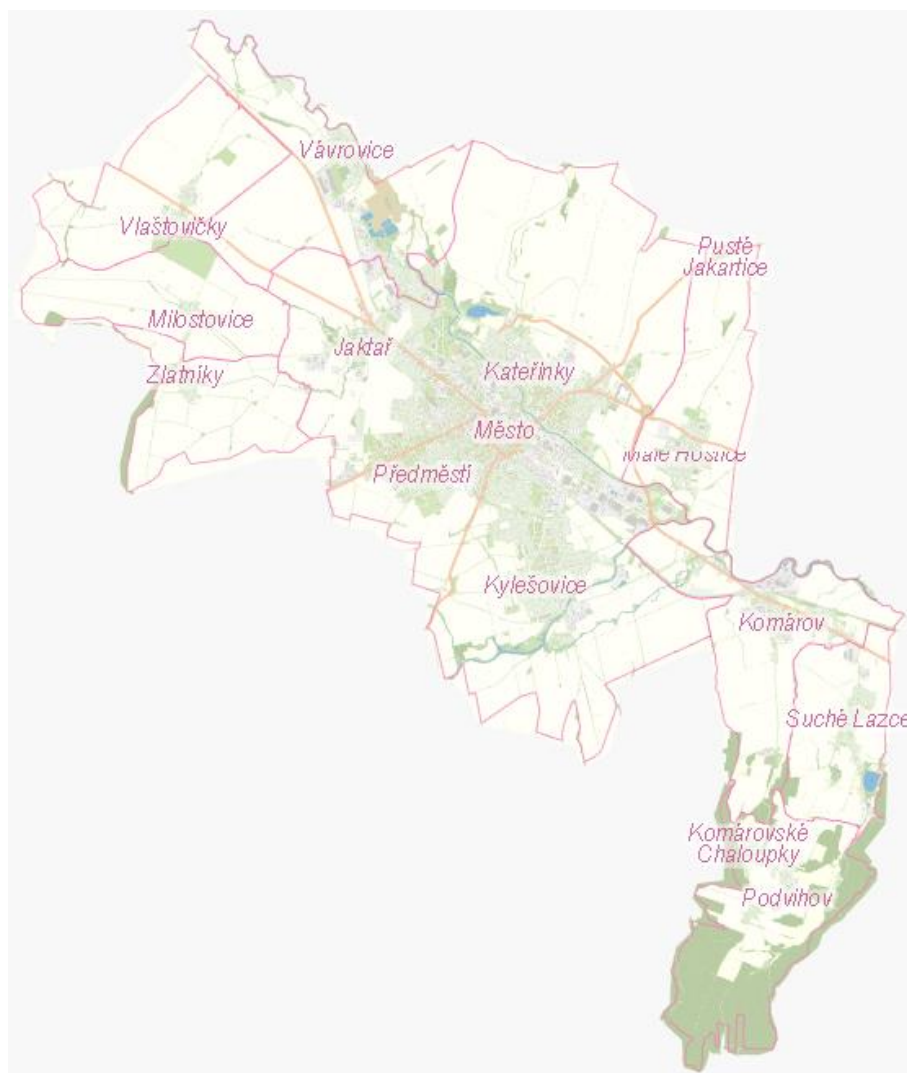 Vávrovice
Vlaštovičky
Pusté
Jakartice
Milostovice
Jaktař
Zlatníky
Kateřinky
Město
Malé Hoštice
Předměstí
Kylešovice
Komárov
Suché Lazce
Komárovské
Chaloupky
Podvihov